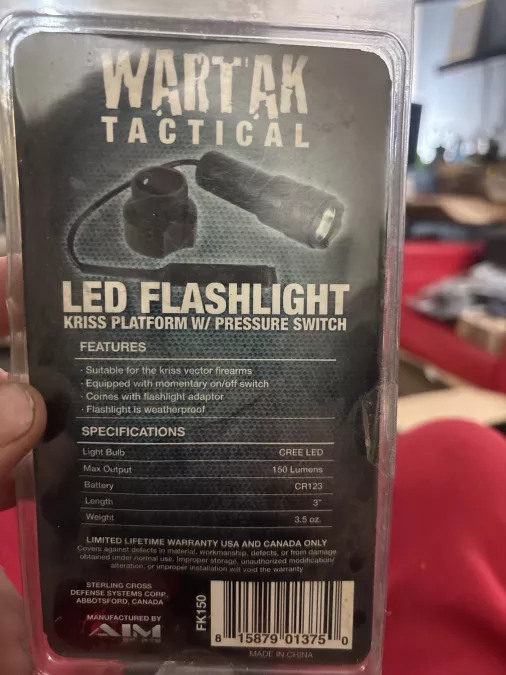 WARTAK
TACTICAL
LED FLASHLIGHT
KRISS PLATFORM W/ PRESSURE SWITCH
FEATURES
· Suitable for the kriss vector firearms
· Equipped with momentary on/off switch
· Comes with flashlight adaptor
· Flashlight is weatherproof
SPECIFICATIONS
Light Bulb CREE LED
Max Output 150 Lumens
Battery CR123
Length 3"
Weight 3.5 oz.
LIMITED LIFETIME WARRANTY USA AND CANADA ONLY
Covers against defects in material, workmanship, defects, or from damage
obtained under normal use. Improper storage, unauthorized modification/
alteration, or improper installation will void the warranty
STERLING CROSS
DEFENSE SYSTEMS CORP.
ABBOTSFORD, CANADA
MANUFACTURED BY
AIM
SPORTS
FK150
8 15879 01375 0
MADE IN CHINA